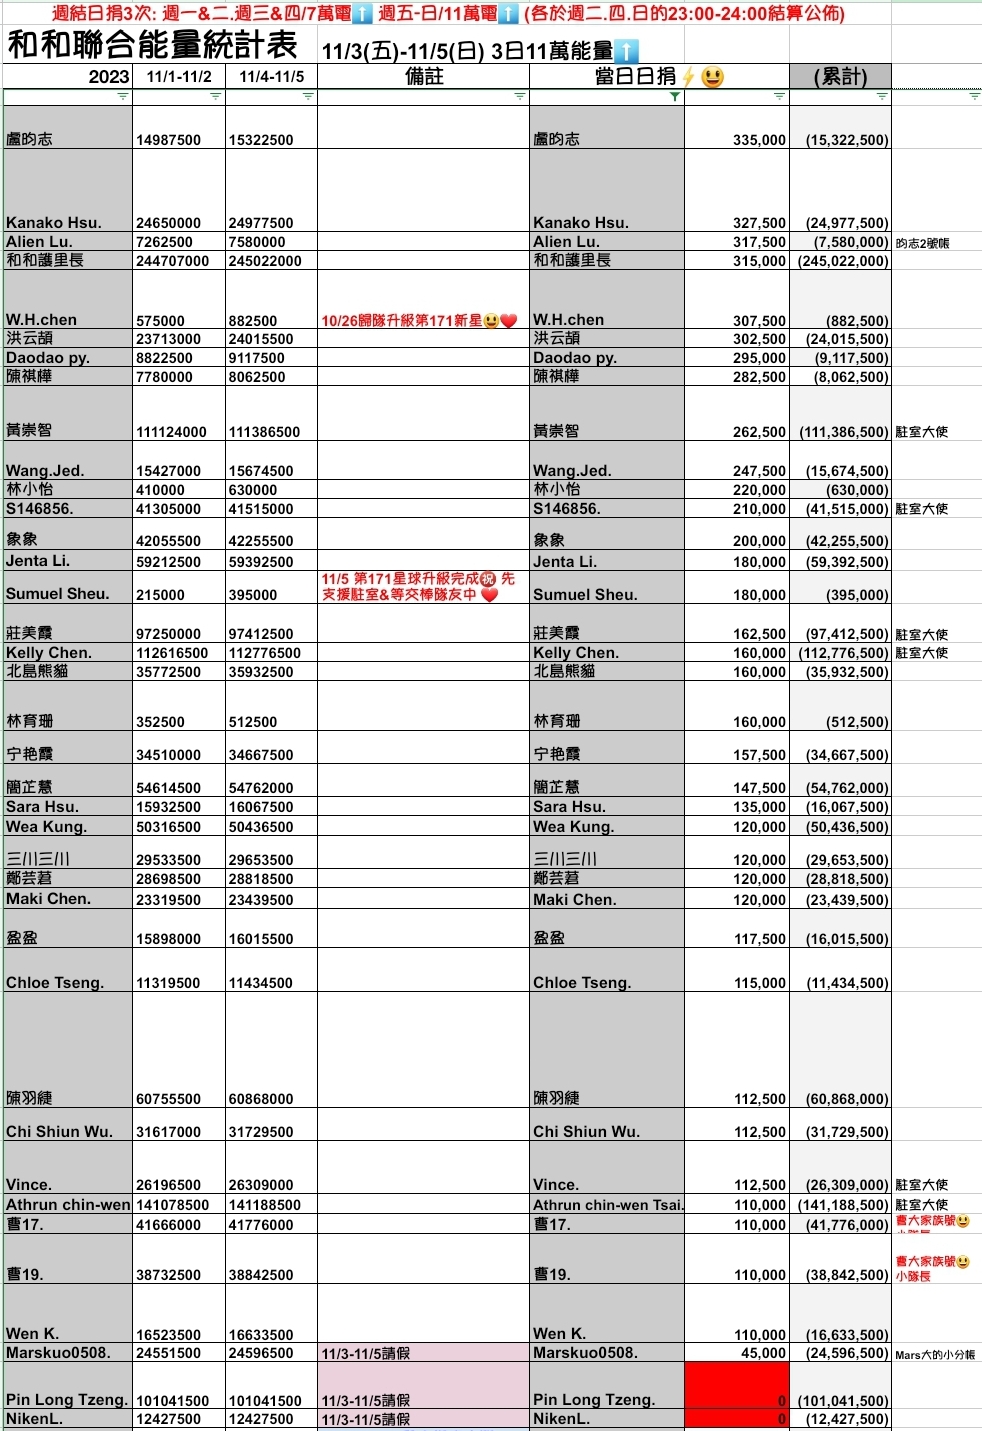 週結日捐3次: 週一&二.週三&四/7萬電⬆️ 週五-日/11萬電⬆️ (各於週二.四.日的23:00-24:00結算公佈)
和和聯合能量統計表 11/3(五)-11/5(日) 3日11萬能量⬆️
2023 11/1-11/2 11/4-11/5 備註 當日日捐⚡😃 (累計)
盧昀志 14987500 15322500 盧昀志 335,000 (15,322,500)
Kanako Hsu. 24650000 24977500 Kanako Hsu. 327,500 (24,977,500)
Alien Lu. 7262500 7580000 Alien Lu. 317,500 (7,580,000) 昀志2號帳
和和護里長 244707000 245022000 和和護里長 315,000 (245,022,000)
W.H.chen 575000 882500 10/26歸隊升級第171新星😃❤️ W.H.chen 307,500 (882,500)
洪云頡 23713000 24015500 洪云頡 302,500 (24,015,500)
Daodao py. 8822500 9117500 Daodao py. 295,000 (9,117,500)
陳祺樺 7780000 8062500 陳祺樺 282,500 (8,062,500)
黃崇智 111124000 111386500 黃崇智 262,500 (111,386,500) 駐室大使
Wang.Jed. 15427000 15674500 Wang.Jed. 247,500 (15,674,500)
林小怡 410000 630000 林小怡 220,000 (630,000)
S146856. 41305000 41515000 S146856. 210,000 (41,515,000) 駐室大使
象象 42055500 42255500 象象 200,000 (42,255,500)
Jenta Li. 59212500 59392500 Jenta Li. 180,000 (59,392,500)
11/5 第171星球升級完成㊗️ 先
Sumuel Sheu. 215000 395000 支援駐室&等交棒隊友中❤️ Sumuel Sheu. 180,000 (395,000)
莊美霞 97250000 97412500 莊美霞 162,500 (97,412,500) 駐室大使
Kelly Chen. 112616500 112776500 Kelly Chen. 160,000 (112,776,500) 駐室大使
北島熊貓 35772500 35932500 北島熊貓 160,000 (35,932,500)
林育珊 352500 512500 林育珊 160,000 (512,500)
宁艳霞 34510000 34667500 宁艳霞 157,500 (34,667,500)
簡芷慧 54614500 54762000 簡芷慧 147,500 (54,762,000)
Sara Hsu. 15932500 16067500 Sara Hsu. 135,000 (16,067,500)
Wea Kung. 50316500 50436500 Wea Kung. 120,000 (50,436,500)
三川三川 29533500 29653500 三川三川 120,000 (29,653,500)
鄭芸莙 28698500 28818500 鄭芸莙 120,000 (28,818,500)
Maki Chen. 23319500 23439500 Maki Chen. 120,000 (23,439,500)
盈盈 15898000 16015500 盈盈 117,500 (16,015,500)
Chloe Tseng. 11319500 11434500 Chloe Tseng. 115,000 (11,434,500)
陳羽緁 60755500 60868000 陳羽緁 112,500 (60,868,000)
Chi Shiun Wu. 31617000 31729500 Chi Shiun Wu. 112,500 (31,729,500)
Vince. 26196500 26309000 Vince. 112,500 (26,309,000) 駐室大使
Athrun chin-wen 141078500 141188500 Athrun chin-wen Tsai. 110,000 (141,188,500) 駐室大使
曹17. 41666000 41776000 曹17. 110,000 (41,776,000) 曹大家族號😃
曹大家族號😃
曹19. 38732500 38842500 曹19. 110,000 (38,842,500) 小隊長
Wen K. 16523500 16633500 Wen K. 110,000 (16,633,500)
Marskuo0508. 24551500 24596500 11/3-11/5請假 Marskuo0508. 45,000 (24,596,500) Mars大的小分帳
Pin Long Tzeng. 101041500 101041500 11/3-11/5請假 Pin Long Tzeng. 0 (101,041,500)
NikenL. 12427500 12427500 11/3-11/5請假 NikenL. 0 (12,427,500)